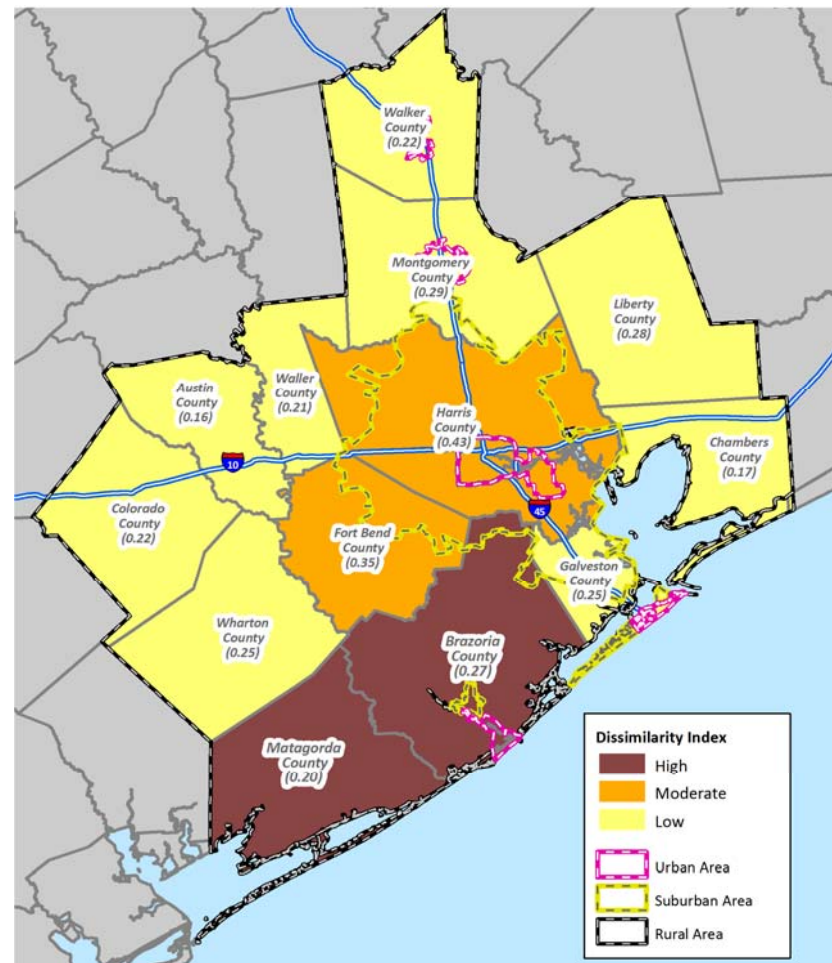 Walker
County
(0.22)
Montgomery
County
(0.29)
Liberty
County
(0.28)
Waller
County
(0.21)
Austin
County
(0.16)
Harris
County
(0.43)
Chambers
County
(0.17)
10
Colorado
County
(0.22)
45
Fort Bend
County
(0.35)
Galveston
County
(0.25)
Wharton
County
(0.25)
Brazoria
County
(0.27)
Matagorda
County
(0.20)
Dissimilarity Index
High
Moderate
Low
Urban Area
Suburban Area
Rural Area